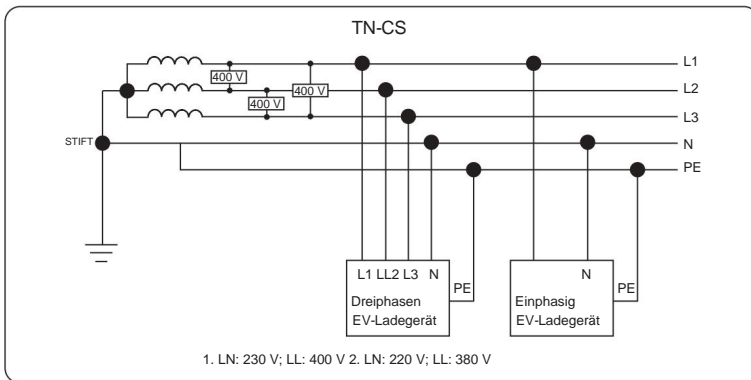 TN-CS
L1
400 V
L2
400 V
400 V
L3
STIFT
N
PE
L1 LL2 L3 N
PE
Dreiphasen
EV-Ladegerät
N
PE
Einphasig
EV-Ladegerät
1. LN: 230 V; LL: 400 V 2. LN: 220 V; LL: 380 V